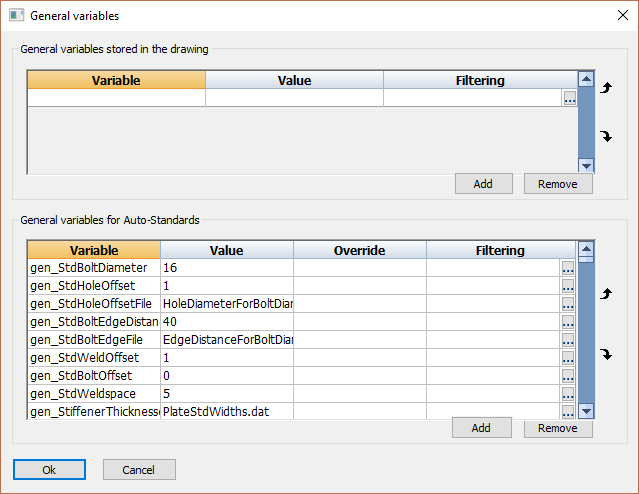 General variables
General variables stored in the drawing
Variable Value Filtering
...
Add Remove
General variables for Auto-Standards
Variable Value Override Filtering
gen_StdBoltDiameter 16 ...
gen_StdHoleOffset 1 ...
gen_StdHoleOffsetFile HoleDiameterForBoltDiar ...
gen_StdBoltEdgeDistan 40 ...
gen_StdBoltEdgeFile EdgeDistanceForBoltDiar ...
gen_StdWeldOffset 1 ...
gen_StdBoltOffset 0 ...
gen_StdWeldspace 5 ...
gen_StiffenerThicknesse PlateStdWidths.dat ...
Add Remove
Ok Cancel